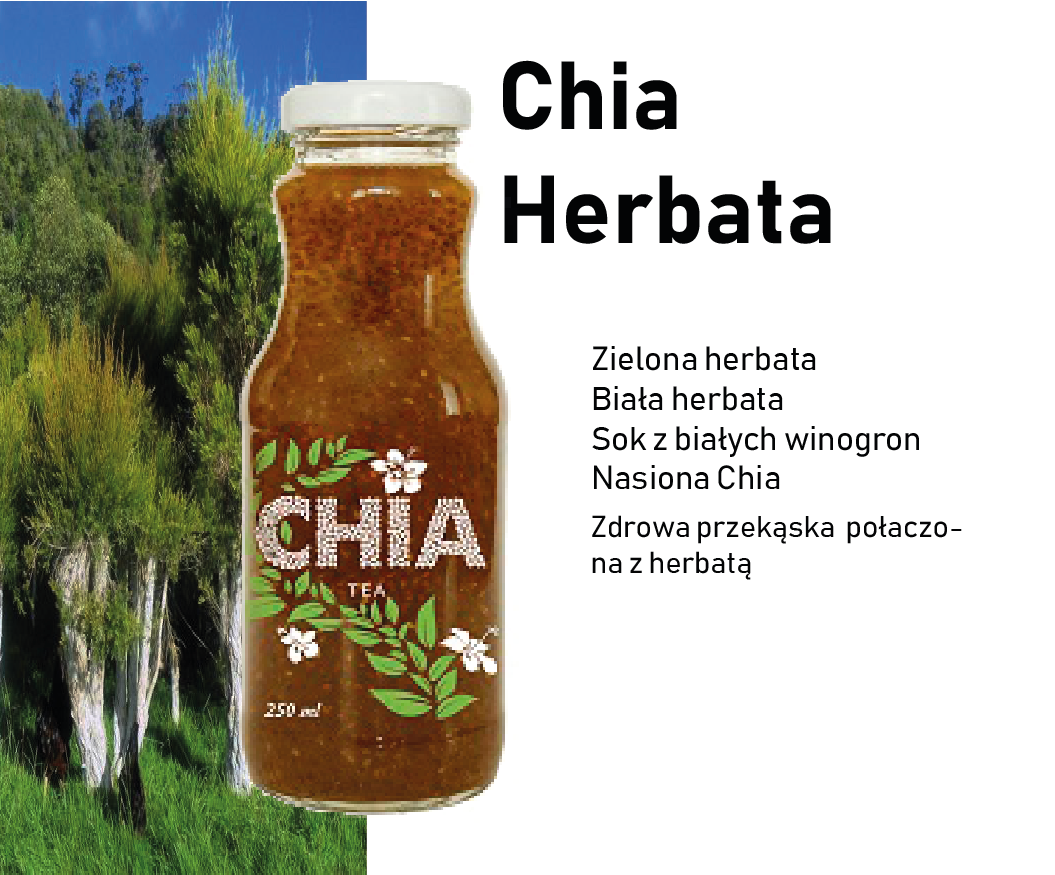 Chia
Herbata
Zielona herbata
Biała herbata
Sok z białych winogron
Nasiona Chia
Zdrowa przekąska połaczo-
na z herbatą
CHIA
TEA
250 ml